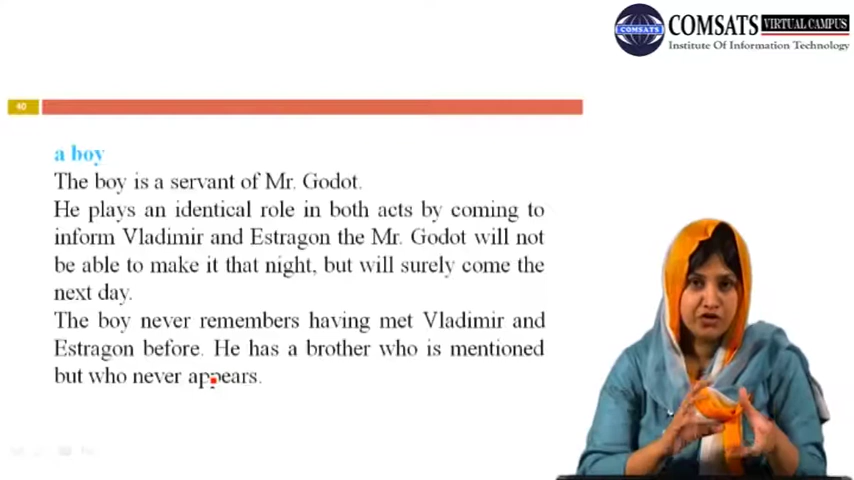 COMSATS
COMSATS VIRTUAL CAMPUS
Institute Of Information Technology
40
a boy
The boy is a servant of Mr. Godot.
He plays an identical role in both acts by coming to
inform Vladimir and Estragon the Mr. Godot will not
be able to make it that night, but will surely come the
next day.
The boy never remembers having met Vladimir and
Estragon before. He has a brother who is mentioned
but who never appears.